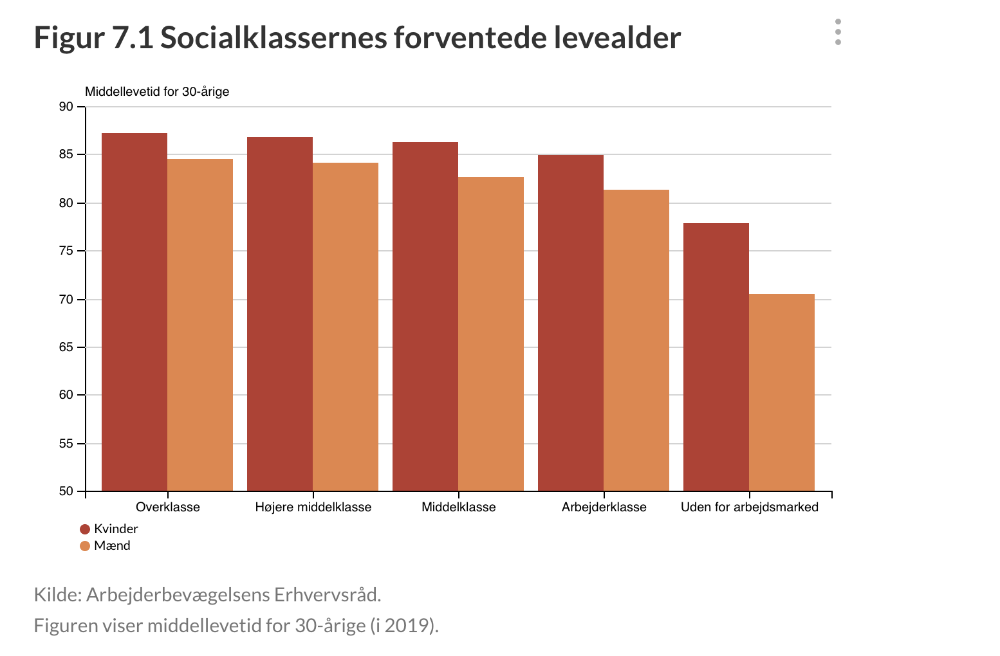 Figur 7.1 Socialklassernes forventede levealder
Middellevetid for 30-årige
90
85
80
75
70
65
60
55
50
Overklasse Højere middelklasse Middelklasse Arbejderklasse Uden for arbejdsmarked
Kvinder
Mænd
Kilde: Arbejderbevægelsens Erhvervsråd.
Figuren viser middellevetid for 30-årige (i 2019).